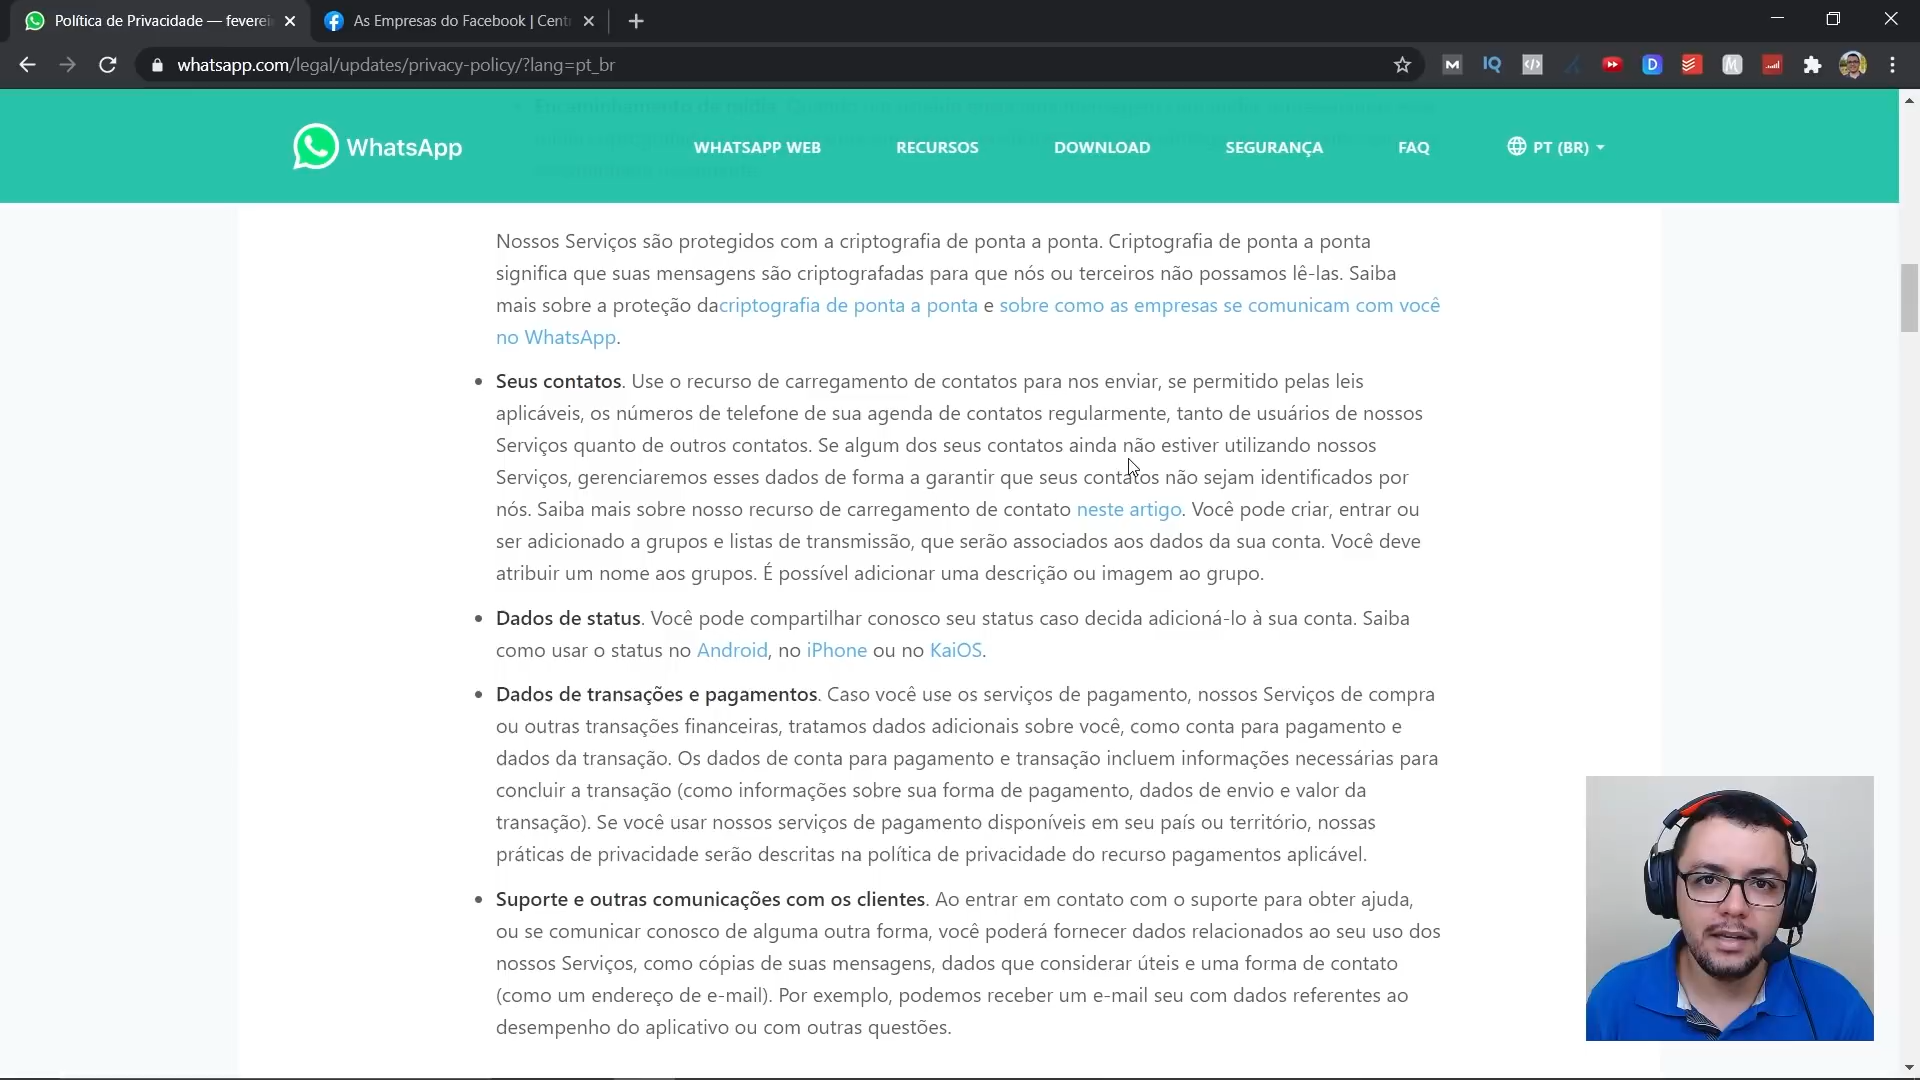 Política de Privacidade — feverei
As Empresas do Facebook | Cent
whatsapp.com/legal/updates/privacy-policy/?lang=pt_br
WhatsApp
WHATSAPP WEB
RECURSOS
DOWNLOAD
SEGURANÇA
FAQ
PT (BR)
Nossos Serviços são protegidos com a criptografia de ponta a ponta. Criptografia de ponta a ponta
significa que suas mensagens são criptografadas para que nós ou terceiros não possamos lê-las. Saiba
mais sobre a proteção dacriptografia de ponta a ponta e sobre como as empresas se comunicam com você
no WhatsApp.
• Seus contatos. Use o recurso de carregamento de contatos para nos enviar, se permitido pelas leis
aplicáveis, os números de telefone de sua agenda de contatos regularmente, tanto de usuários de nossos
Serviços quanto de outros contatos. Se algum dos seus contatos ainda não estiver utilizando nossos
Serviços, gerenciaremos esses dados de forma a garantir que seus contatos não sejam identificados por
nós. Saiba mais sobre nosso recurso de carregamento de contato neste artigo. Você pode criar, entrar ou
ser adicionado a grupos e listas de transmissão, que serão associados aos dados da sua conta. Você deve
atribuir um nome aos grupos. É possível adicionar uma descrição ou imagem ao grupo.
• Dados de status. Você pode compartilhar conosco seu status caso decida adicioná-lo à sua conta. Saiba
como usar o status no Android, no iPhone ou no KaiOS.
• Dados de transações e pagamentos. Caso você use os serviços de pagamento, nossos Serviços de compra
ou outras transações financeiras, tratamos dados adicionais sobre você, como conta para pagamento e
dados da transação. Os dados de conta para pagamento e transação incluem informações necessárias para
concluir a transação (como informações sobre sua forma de pagamento, dados de envio e valor da
transação). Se você usar nossos serviços de pagamento disponíveis em seu país ou território, nossas
práticas de privacidade serão descritas na política de privacidade do recurso pagamentos aplicável.
• Suporte e outras comunicações com os clientes. Ao entrar em contato com o suporte para obter ajuda,
ou se comunicar conosco de alguma outra forma, você poderá fornecer dados relacionados ao seu uso dos
nossos Serviços, como cópias de suas mensagens, dados que considerar úteis e uma forma de contato
(como um endereço de e-mail). Por exemplo, podemos receber um e-mail seu com dados referentes ao
desempenho do aplicativo ou com outras questões.